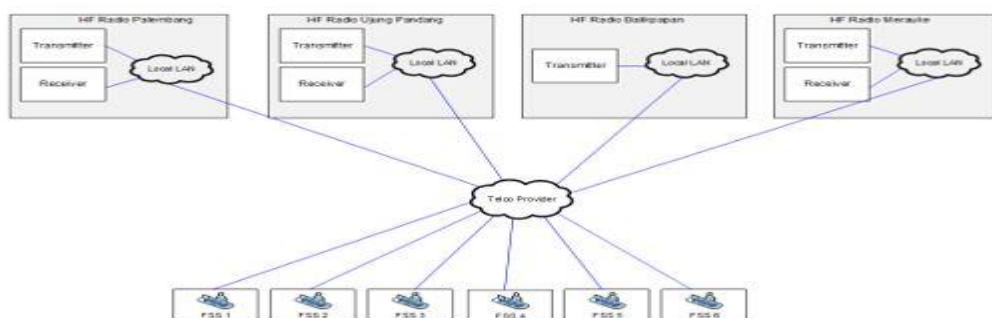 HF Radio Palembang
Transmitter
Local LAN
Receiver
HF Radio Ujung Pandang
Transmitter
Local LAN
Receiver
HF Radio Balikpapan
Transmitter
Local LAN
HF Radio Merauke
Transmitter
Local LAN
Receiver
Telco Provider
FSS 1
FSS 2
FSS 3
FSS 4
FSS 5
FSS 6